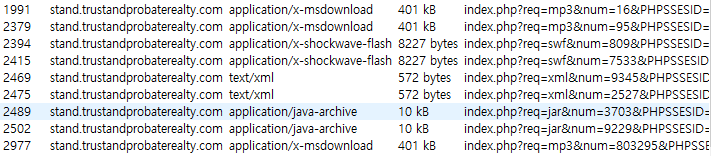 1991 stand.trustandprobaterealty.com application/x-msdownload 401 kB index.php?req=mp3&num=16&PHPSSESID=
2379 stand.trustandprobaterealty.com application/x-msdownload 401 kB index.php?req=mp3&num=95&PHPSSESID=
2394 stand.trustandprobaterealty.com application/x-shockwave-flash 8227 bytes index.php?req=swf&num=809&PHPSSESID=
2415 stand.trustandprobaterealty.com application/x-shockwave-flash 8227 bytes index.php?req=swf&num=7533&PHPSSESID=
2469 stand.trustandprobaterealty.com text/xml 572 bytes index.php?req=xml&num=9345&PHPSSESID=
2475 stand.trustandprobaterealty.com text/xml 572 bytes index.php?req=xml&num=2527&PHPSSESID=
2489 stand.trustandprobaterealty.com application/java-archive 10 kB index.php?req=jar&num=3703&PHPSSESID=
2502 stand.trustandprobaterealty.com application/java-archive 10 kB index.php?req=jar&num=9229&PHPSSESID=
2977 stand.trustandprobaterealty.com application/x-msdownload 401 kB index.php?req=mp3&num=803295&PHPSS